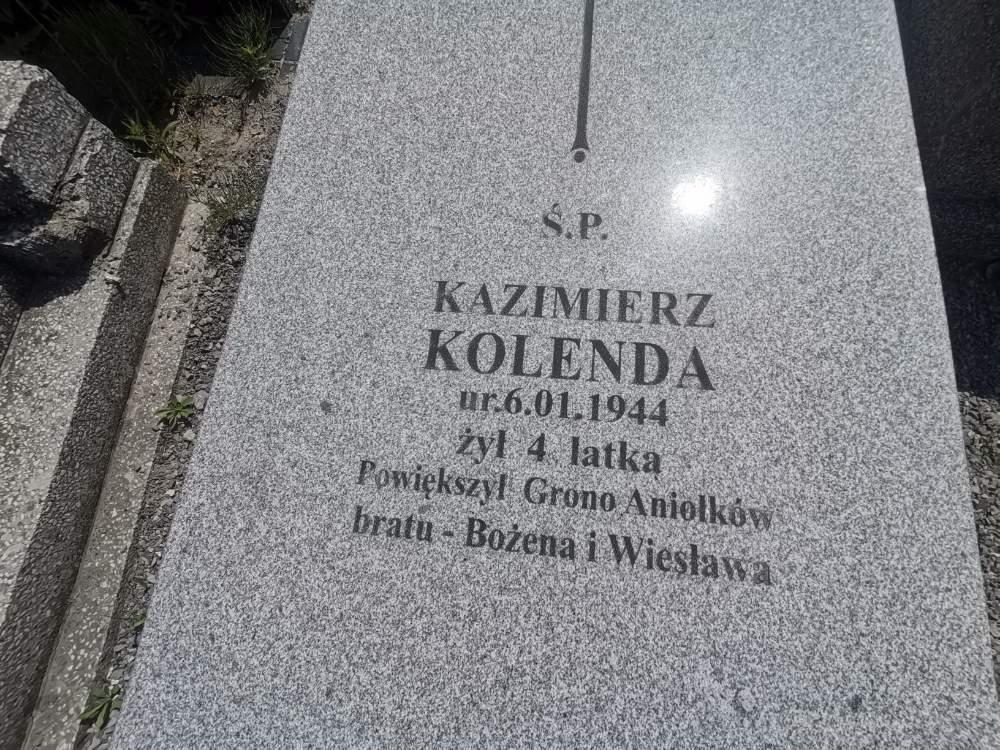 Ś.P.
KAZIMIERZ
KOLENDA
ur.6.01.1944
żył 4 latka
Powiększył Grono Aniołków
bratu - Bożena i Wiesława